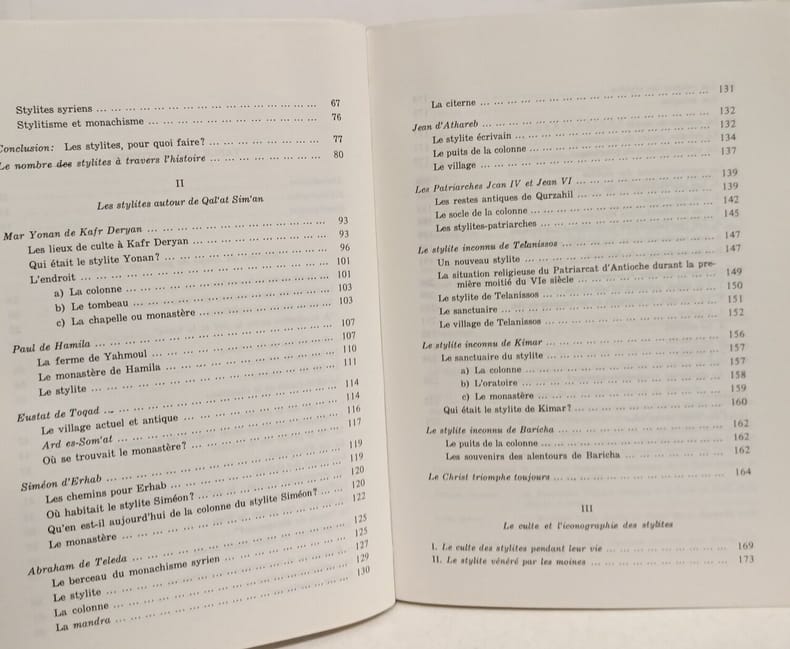 Stylites syriens ... 67
Stylitisme et monachisme ... 76
Conclusion: Les stylites, pour quoi faire? ... 77
Le nombre des stylites à travers l'histoire ... 80
II
Les stylites autour de Qal'at Sim'an
Mar Yonan de Kafr Deryan ... 93
Les lieux de culte à Kafr Deryan ... 93
Qui était le stylite Yonan? ... 96
L'endroit ... 101
a) La colonne ... 101
b) Le tombeau ... 103
c) La chapelle ou monastère ... 103
Paul de Hamila ... 107
La ferme de Yahmoul ... 107
Le monastère de Hamila ... 110
Le stylite ... 111
Eustat de Toqad ... 114
Le village actuel et antique ... 114
Ard es-Som'at ... 116
Où se trouvait le monastère? ... 117
Siméon d'Erhab ... 119
Les chemins pour Erhab ... 119
Où habitait le stylite Siméon? ... 120
Qu'en est-il aujourd'hui de la colonne du stylite Siméon? ... 120
Le monastère ... 122
Abraham de Teleda ... 125
Le berceau du monachisme syrien ... 125
Le stylite ... 127
La colonne ... 129
La mandra ... 130
La citerne ... 131
Jean d'Athareb ... 132
Le stylite écrivain ... 132
Le puits de la colonne ... 134
Le village ... 137
Les Patriarches Jean IV et Jean VI ... 139
Les restes antiques de Qurzahil ... 139
Le socle de la colonne ... 142
Les stylites-patriarches ... 145
Le stylite inconnu de Telanissos ... 147
Un nouveau stylite ... 147
La situation religieuse du Patriarcat d'Antioche durant la pre-
mière moitié du VIe siècle ... 149
Le stylite de Telanissos ... 150
Le sanctuaire ... 151
Le village de Telanissos ... 152
Le stylite inconnu de Kimar ... 156
Le sanctuaire du stylite ... 157
a) La colonne ... 157
b) L'oratoire ... 158
c) Le monastère ... 159
Qui était le stylite de Kimar? ... 160
Le stylite inconnu de Baricha ... 162
Le puits de la colonne ... 162
Les souvenirs des alentours de Baricha ... 162
Le Christ triomphe toujours ... 164
III
Le culte et l'iconographie des stylites
I. Le culte des stylites pendant leur vie ... 169
II. Le stylite vénéré par les moines ... 173